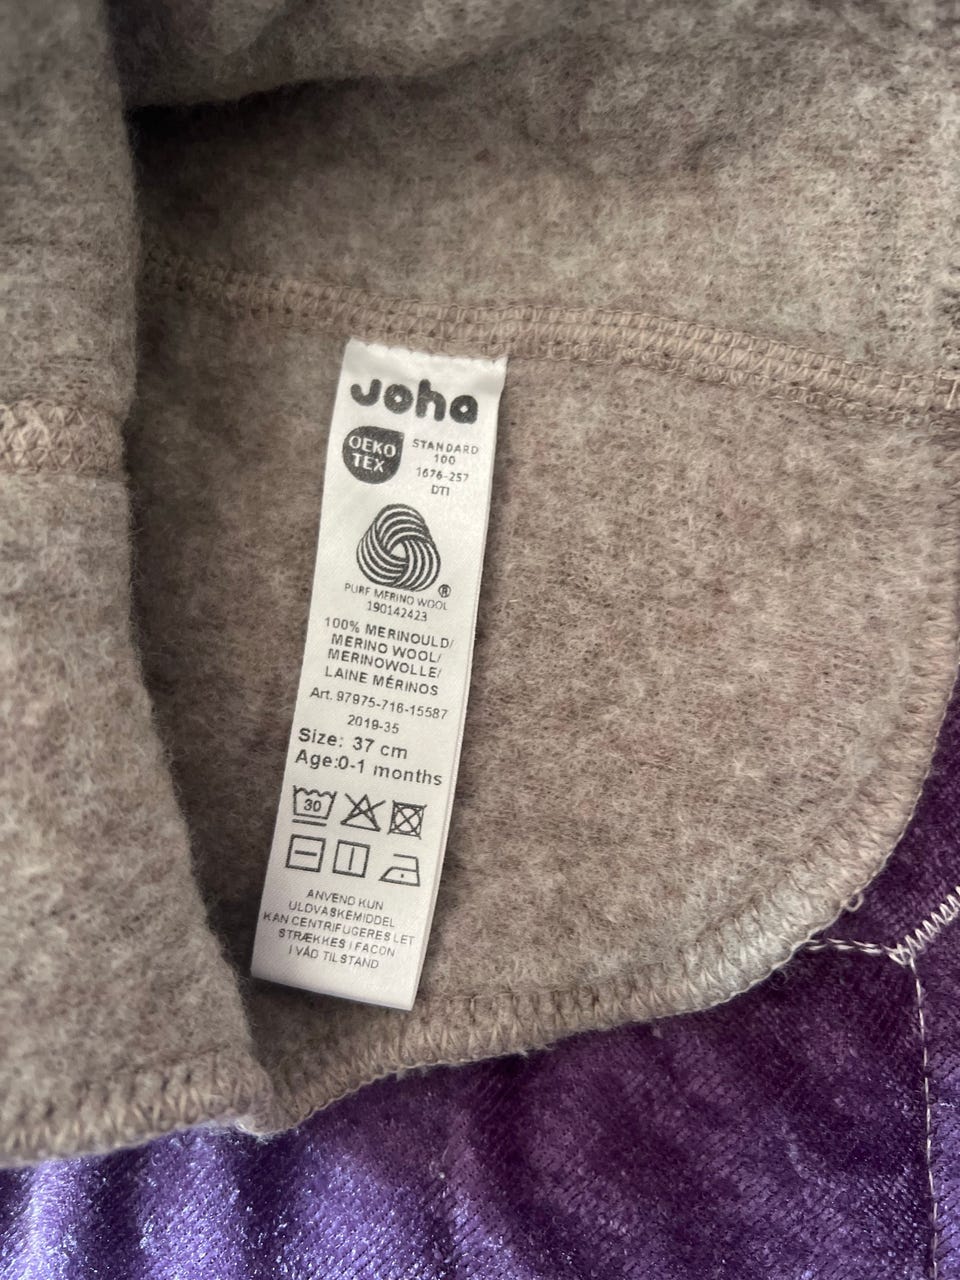 Joha
OEKO
TEX
STANDARD
100
1676-257
DTI
®
PURE MERINO WOOL
190142423
100% MERINOULD/
MERINO WOOL/
MERINOWOLLE/
LAINE MÉRINOS
Art. 97975-716-15587
2019-35
Size: 37 cm
Age:0-1 months
30
ANVEND KUN
ULDVASKEMIDDEL
KAN CENTRIFUGERES LET
STRÆKKES I FACON
I VÅD TILSTAND